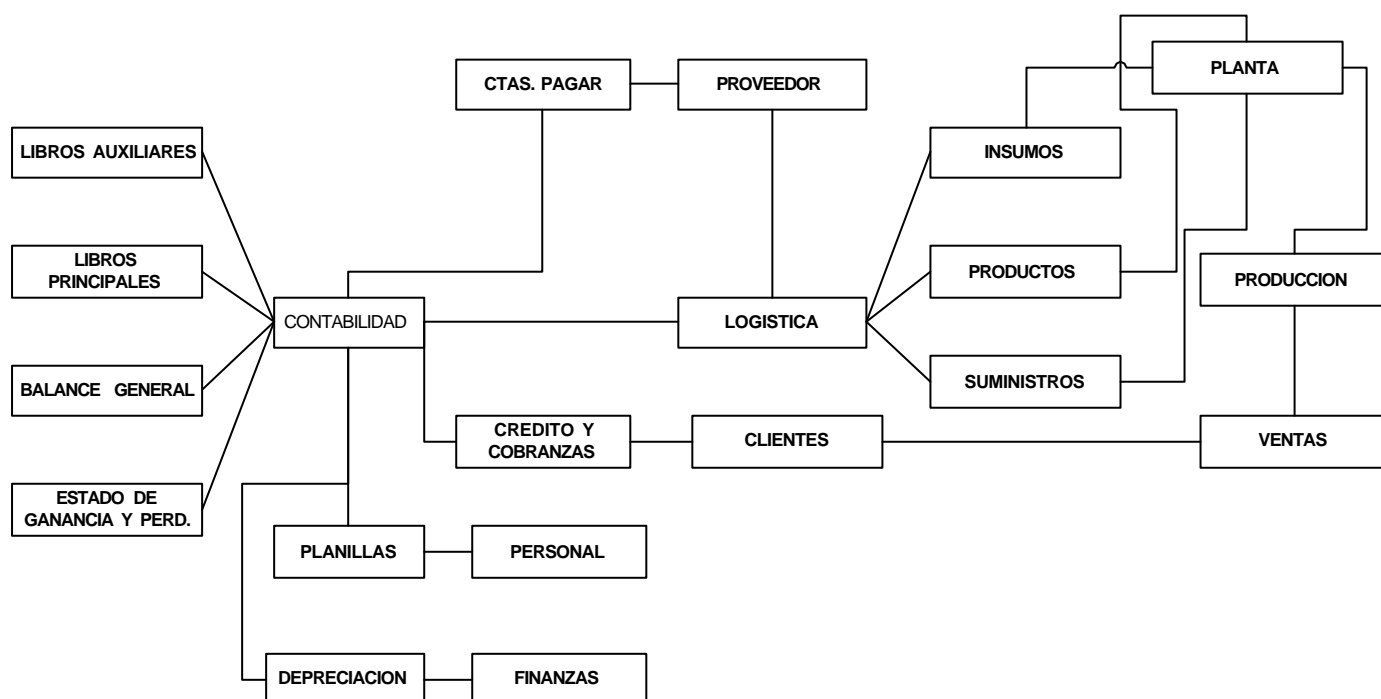 PLANTA
CTAS. PAGAR
PROVEEDOR
LIBROS AUXILIARES
INSUMOS
LIBROS
PRINCIPALES
PRODUCTOS
PRODUCCION
CONTABILIDAD
LOGISTICA
BALANCE GENERAL
SUMINISTROS
CREDITO Y
COBRANZAS
CLIENTES
VENTAS
ESTADO DE
GANANCIA Y PERD.
PLANILLAS
PERSONAL
DEPRECIACION
FINANZAS